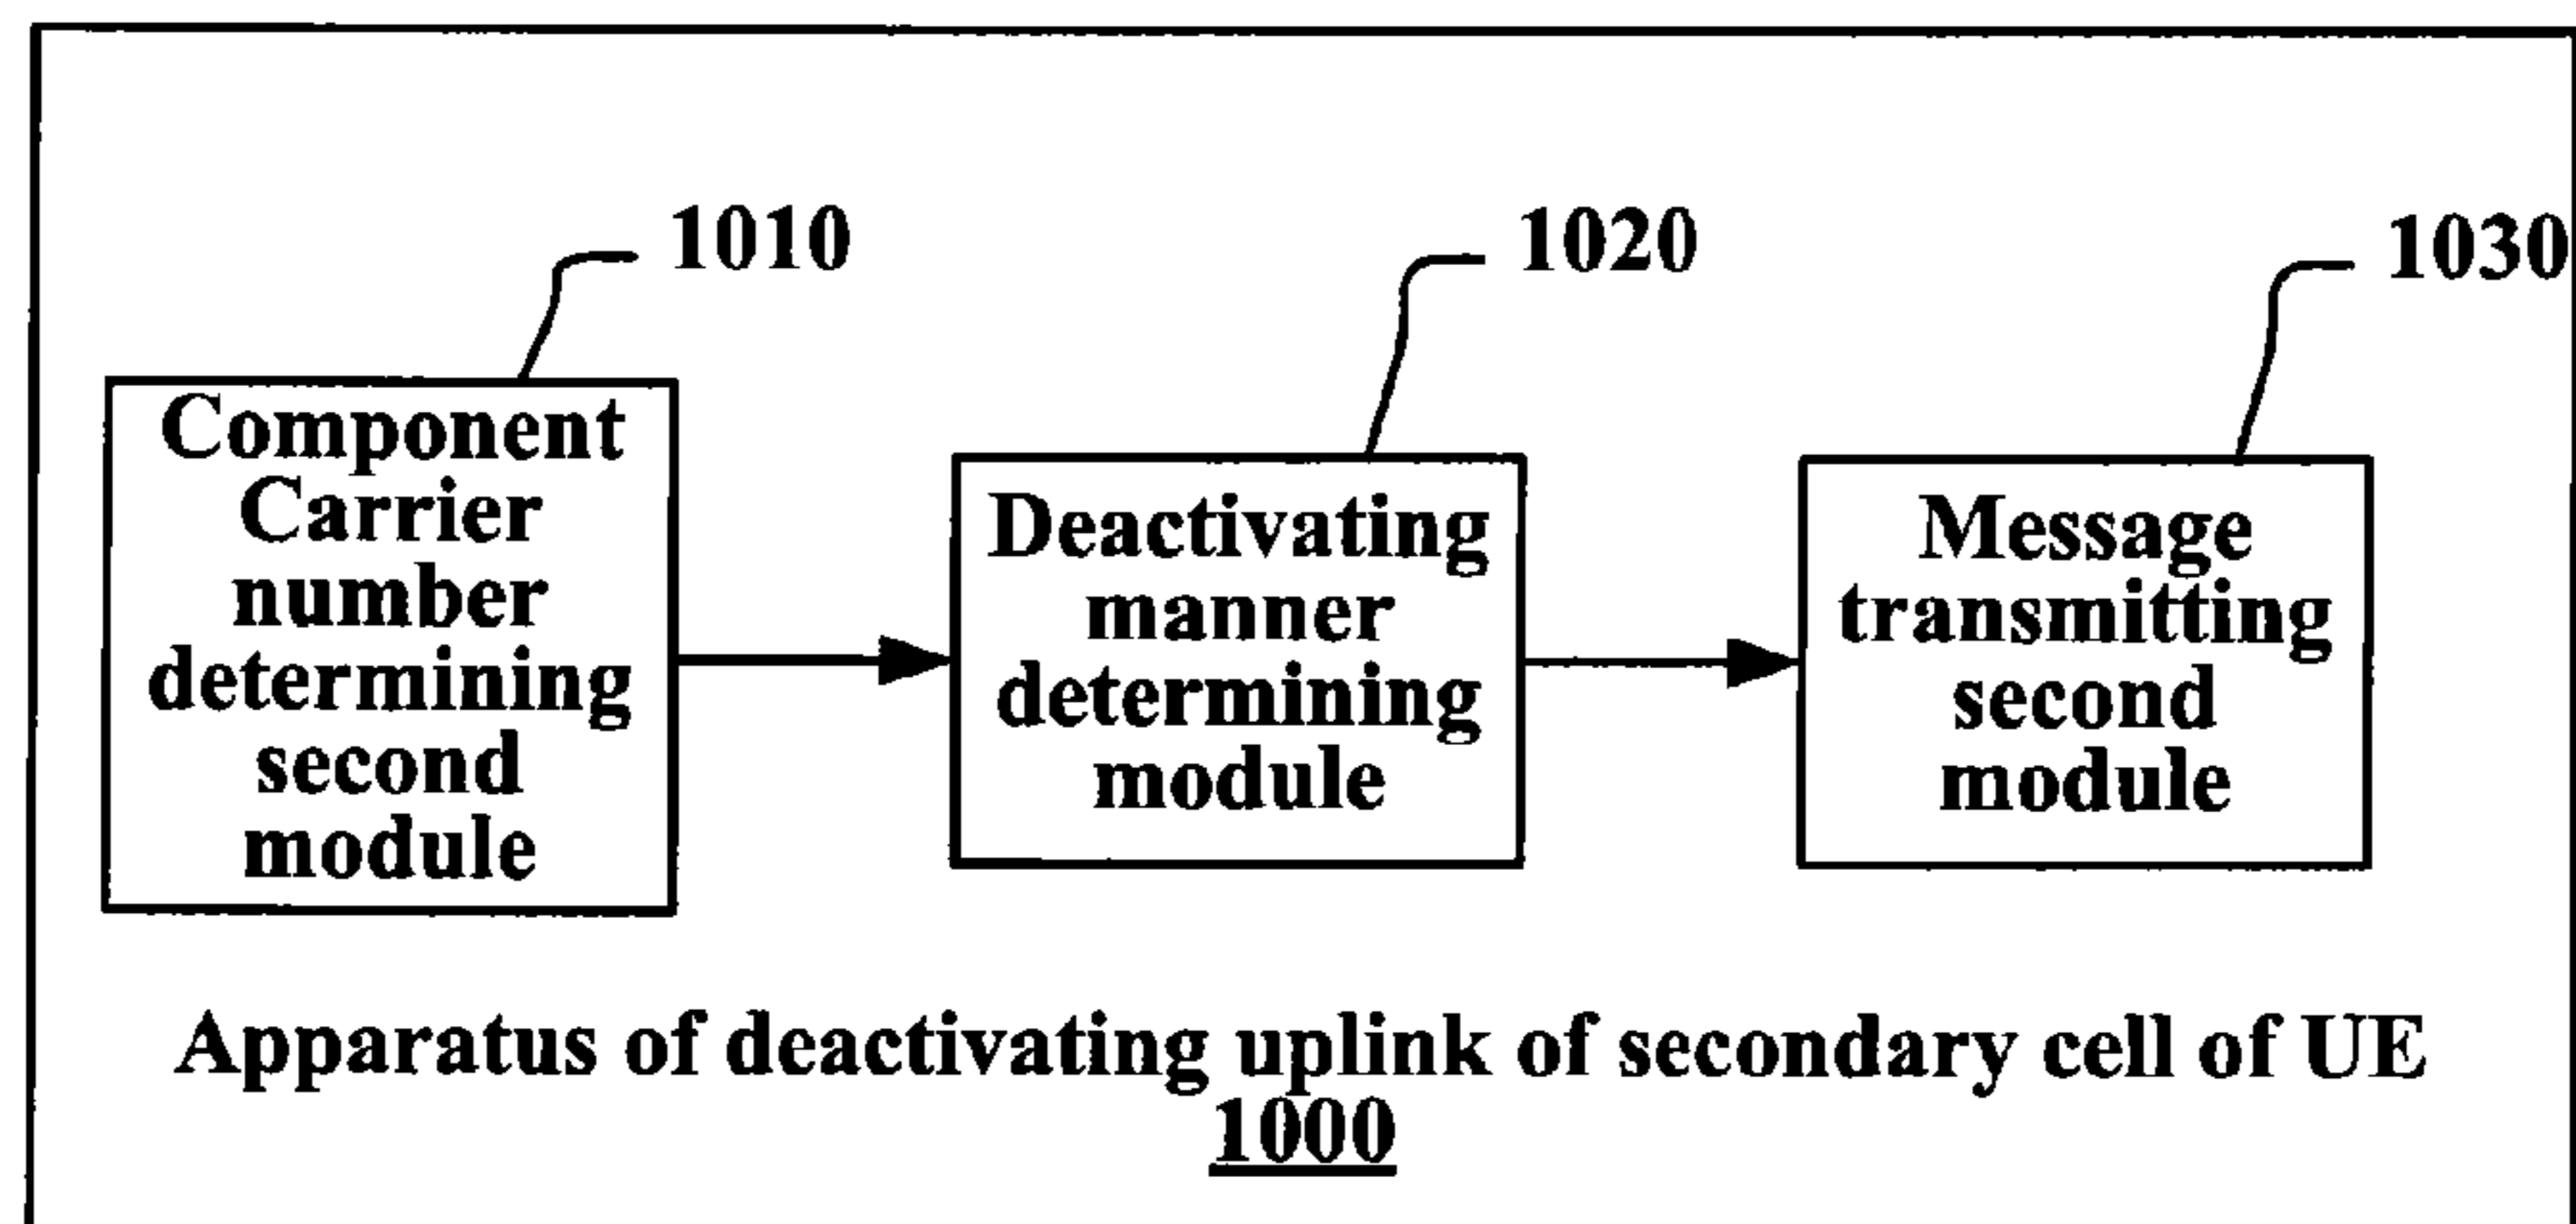 1010
1020
1030
Component
Carrier
number
determining
second
module
Deactivating
manner
determining
module
Message
transmitting
second
module
Apparatus of deactivating uplink of secondary cell of UE
1000